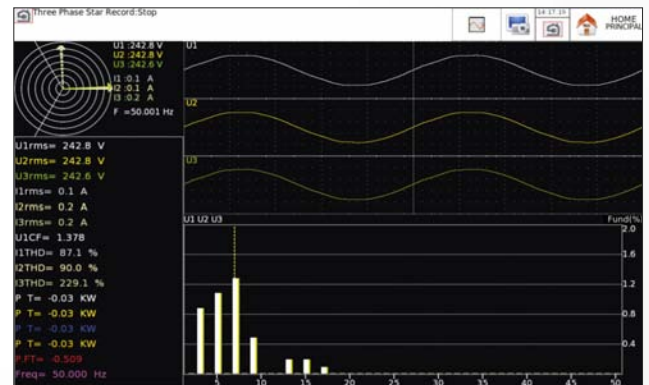 Three Phase Star Record:Stop
14:17:19
HOME
PRINCIPAL
U1 :242.8 V
U2 :242.8 V
U3 :242.6 V
I1 :0.1 A
I2 :0.1 A
I3 :0.2 A
F =50.001 Hz
U1rms= 242.8 V
U2rms= 242.8 V
U3rms= 242.6 V
I1rms= 0.1 A
I2rms= 0.2 A
I3rms= 0.2 A
U1CF= 1.378
I1THD= 87.1 %
I2THD= 90.0 %
I3THD= 229.1 %
P T= -0.03 KW
P T= -0.03 KW
P T= -0.03 KW
P T= -0.03 KW
P.FT= -0.509
Freq= 50.000 Hz
U1
U2
U3
U1 U2 U3
Fund(%)
2.0
1.6
1.2
0.8
0.4
5 10 15 20 25 30 35 40 45 50